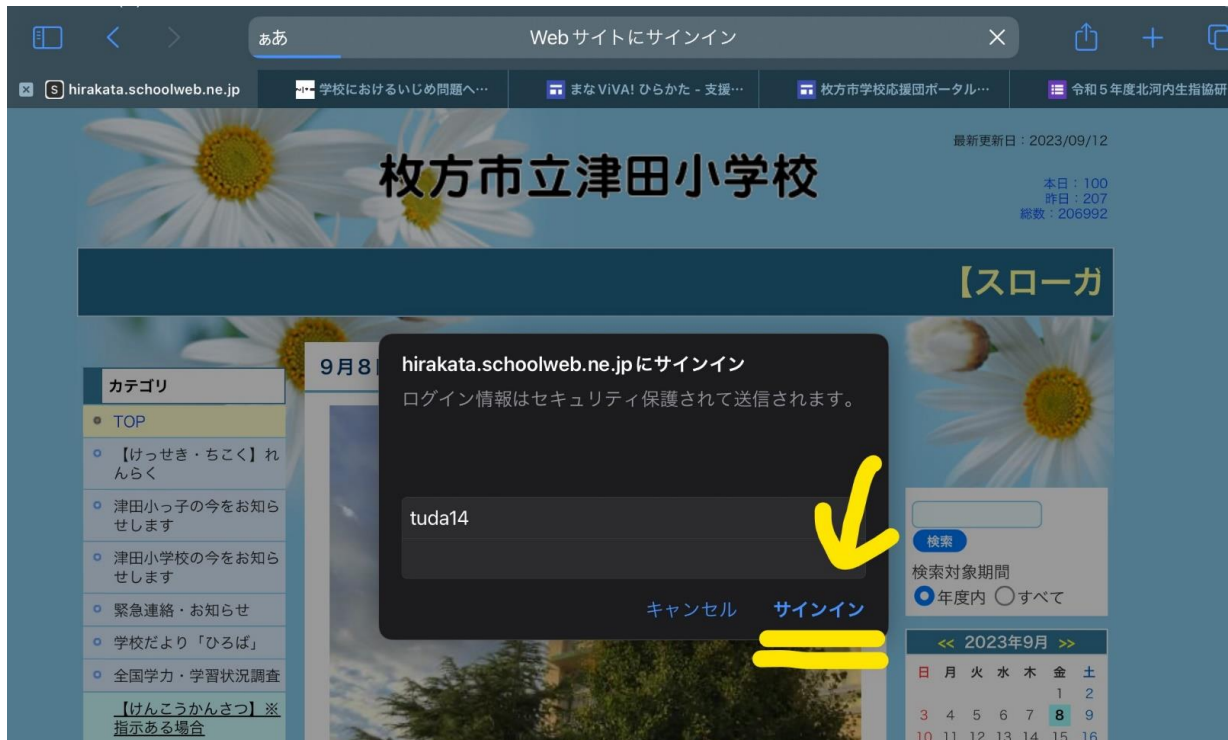 ぁあ
Webサイトにサインイン
hirakata.schoolweb.ne.jp
学校におけるいじめ問題へ…
まなViVA! ひらかた - 支援…
枚方市学校応援団ポータル…
令和5年度北河内生指協研
枚方市立津田小学校
最新更新日：2023/09/12
本日：100
昨日：207
総数：206992
【スローガ
カテゴリ
TOP
【けっせき・ちこく】れ
んらく
津田小っ子の今をお知ら
せします
津田小学校の今をお知ら
せします
緊急連絡・お知らせ
学校だより「ひろば」
全国学力・学習状況調査
【けんこうかんさつ】※
指示ある場合
9月8
hirakata.schoolweb.ne.jpにサインイン
ログイン情報はセキュリティ保護されて送信されます。
tuda14
キャンセル サインイン
検索
検索対象期間
年度内 すべて
<< 2023年9月 >>
日 月 火 水 木 金 土
1 2
3 4 5 6 7 8 9
10 11 12 13 14 15 16